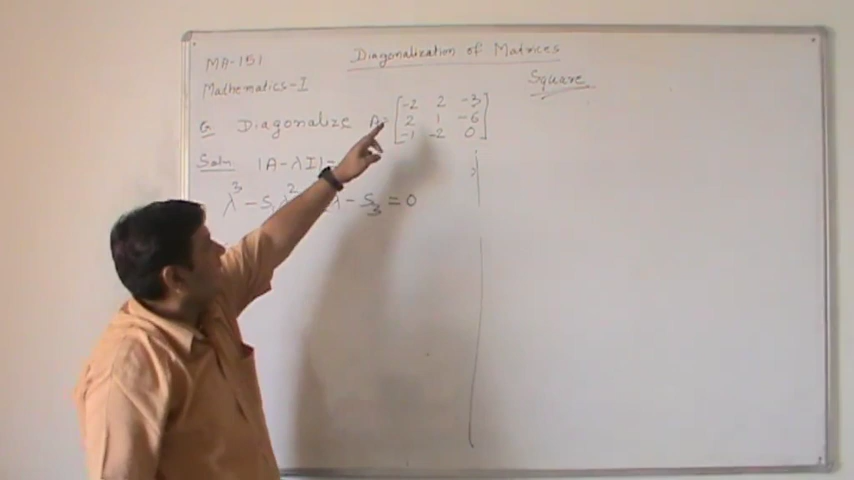 MA-151
Diagonalization of Matrices
Mathematics-I
Square
Q. Diagonalize A = [-2 2 -3
2 1 -6
-1 -2 0]
Soln. |A-λI| =
λ³ - S₁λ² λ - S₃ = 0